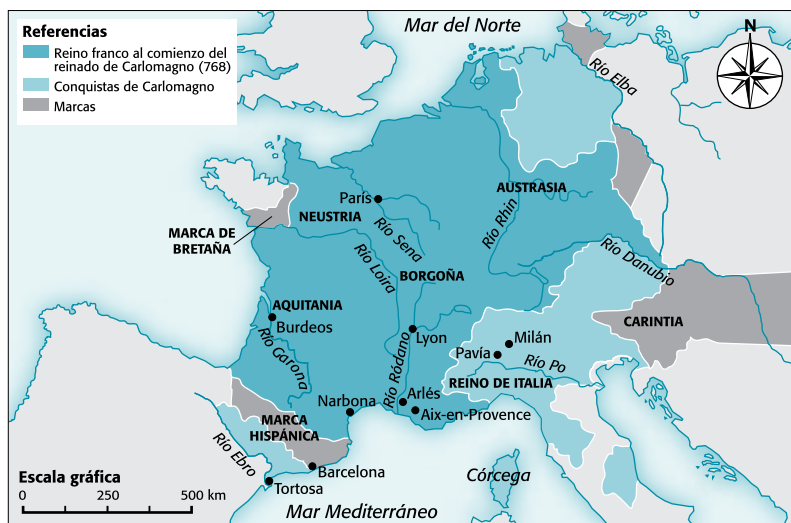 Referencias
Reino franco al comienzo del
reinado de Carlomagno (768)
Conquistas de Carlomagno
Marcas
Mar del Norte
N
Río Elba
París
NEUSTRIA
AUSTRASIA
MARCA DE
BRETAÑA
Río Sena
Río Rhin
Río Loira
BORGOÑA
Río Danubio
AQUITANIA
Burdeos
Lyon
Milán
CARINTIA
Pavía
Río Po
Río Garona
Río Ródano
REINO DE ITALIA
Narbona
Arlés
Aix-en-Provence
MARCA
HISPÁNICA
Río Ebro
Barcelona
Tortosa
Córcega
Escala gráfica
0
250
500 km
Mar Mediterráneo